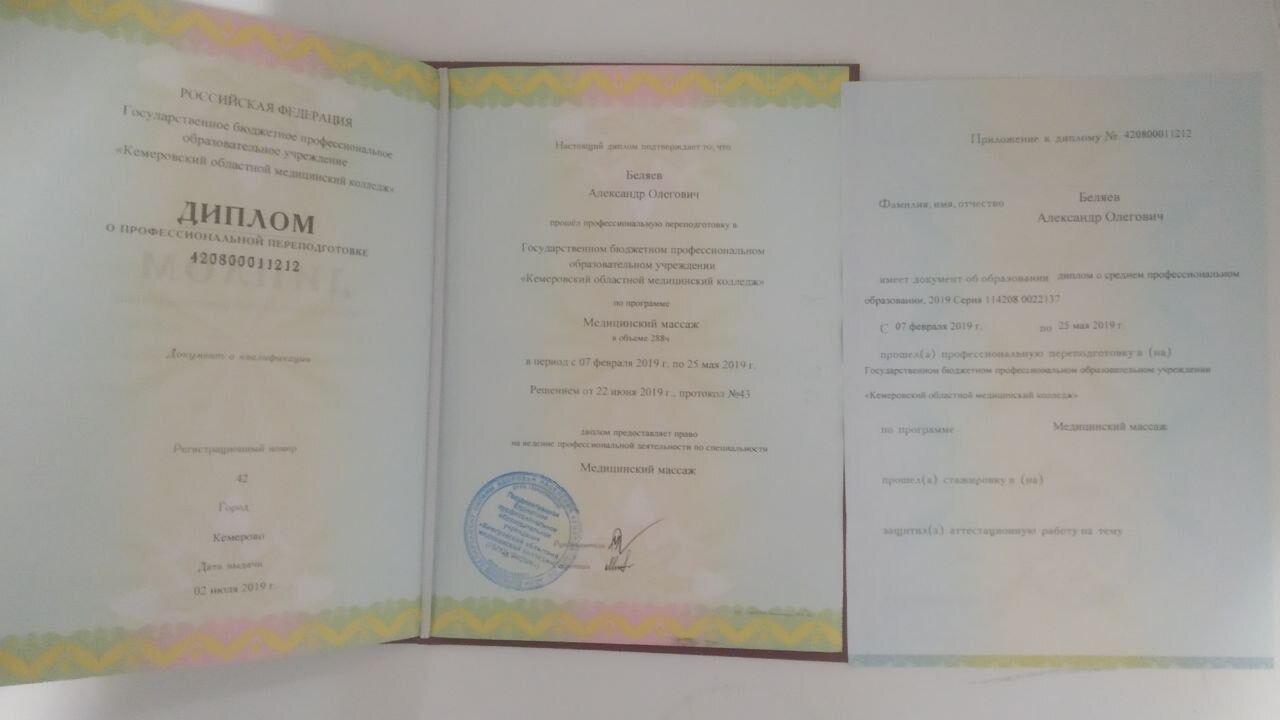 РОССИЙСКАЯ ФЕДЕРАЦИЯ
Государственное бюджетное профессиональное
образовательное учреждение
«Кемеровский областной медицинский колледж»
ДИПЛОМ
О ПРОФЕССИОНАЛЬНОЙ ПЕРЕПОДГОТОВКЕ
420800011212
Документ о квалификации
Регистрационный номер
42
Город
Кемерово
Дата выдачи
02 июля 2019 г.
Настоящий диплом подтверждает то, что
Беляев
Александр Олегович
прошёл профессиональную переподготовку в
Государственном бюджетном профессиональном
образовательном учреждении
«Кемеровский областной медицинский колледж»
по программе
Медицинский массаж
в объеме 288ч
в период с 07 февраля 2019 г. по 25 мая 2019 г.
Решением от 22 июня 2019 г., протокол №43
диплом предоставляет право
на ведение профессиональной деятельности по специальности
Медицинский массаж
Руководитель
Приложение к диплому № 420800011212
Фамилия, имя, отчество
Беляев
Александр Олегович
имеет документ об образовании диплом о среднем профессиональном
образовании, 2019 Серия 114208 0022137
С 07 февраля 2019 г. по 25 мая 2019 г.
прошел(а) профессиональную переподготовку в (на)
Государственном бюджетном профессиональном образовательном учреждении
«Кемеровский областной медицинский колледж»
по программе Медицинский массаж
прошел(а) стажировку в (на)
защитил(а) аттестационную работу на тему